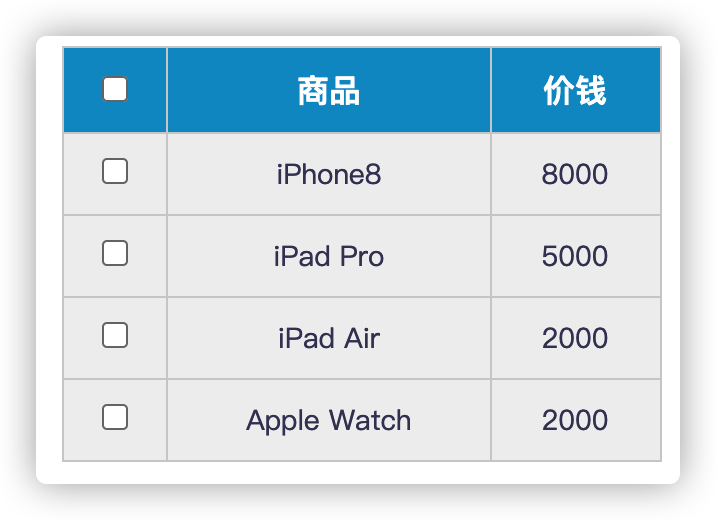 商品 价钱
iPhone8 8000
iPad Pro 5000
iPad Air 2000
Apple Watch 2000